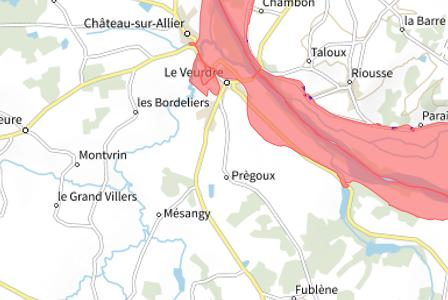 Chambon
Château-sur-Allier
la Barre
Taloux
Le Veurdre
Riousse
les Bordeliers
Parai
eure
Montvrin
Prègoux
le Grand Villers
Mésangy
Fublène